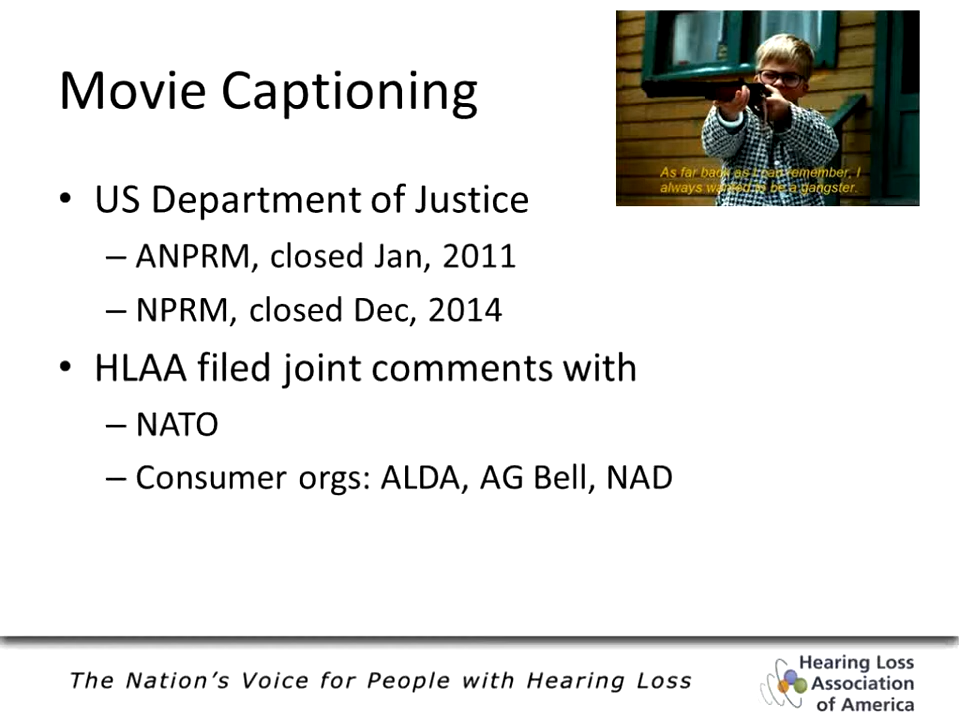 Movie Captioning
As far back as I can remember, I
always wanted to be a gangster.
• US Department of Justice
– ANPRM, closed Jan, 2011
– NPRM, closed Dec, 2014
• HLAA filed joint comments with
– NATO
– Consumer orgs: ALDA, AG Bell, NAD
The Nation's Voice for People with Hearing Loss
Hearing Loss
Association
of America